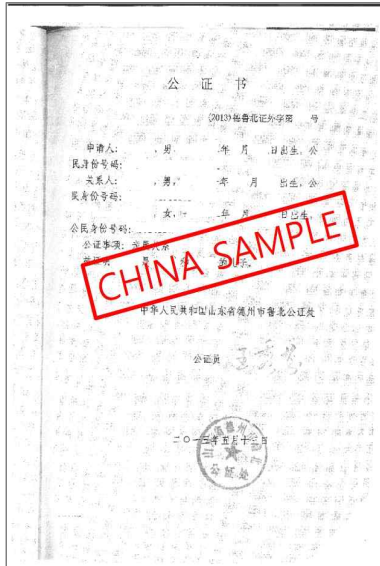 公 证 书
(2013)德鲁北证外字第 号
申请人: ,男, 年 月 日出生,公
民身份号码:
关系人: ,男, 年 月 出生,公
民身份号码:
,女, 年 月 日出生,
公民身份号码:
公证事项:亲属关系
CHINA SAMPLE
中华人民共和国山东省德州市鲁北公证处
公证员
二〇一三年五月十三日